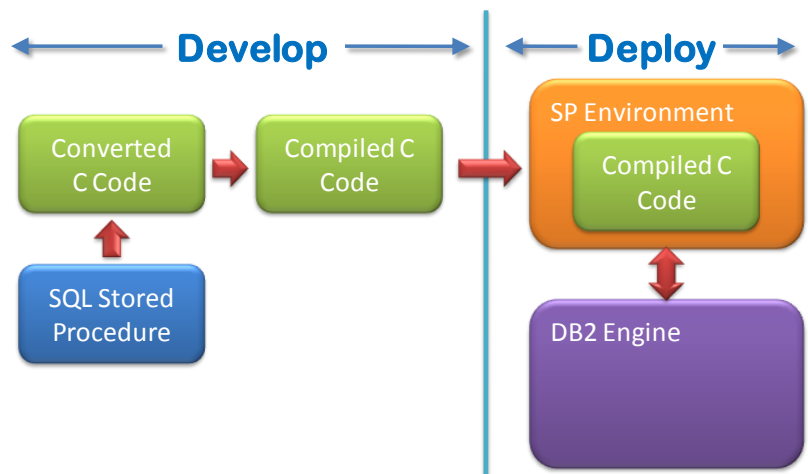 Develop
Deploy
Converted
C Code
Compiled C
Code
SP Environment
Compiled C
Code
SQL Stored
Procedure
DB2 Engine